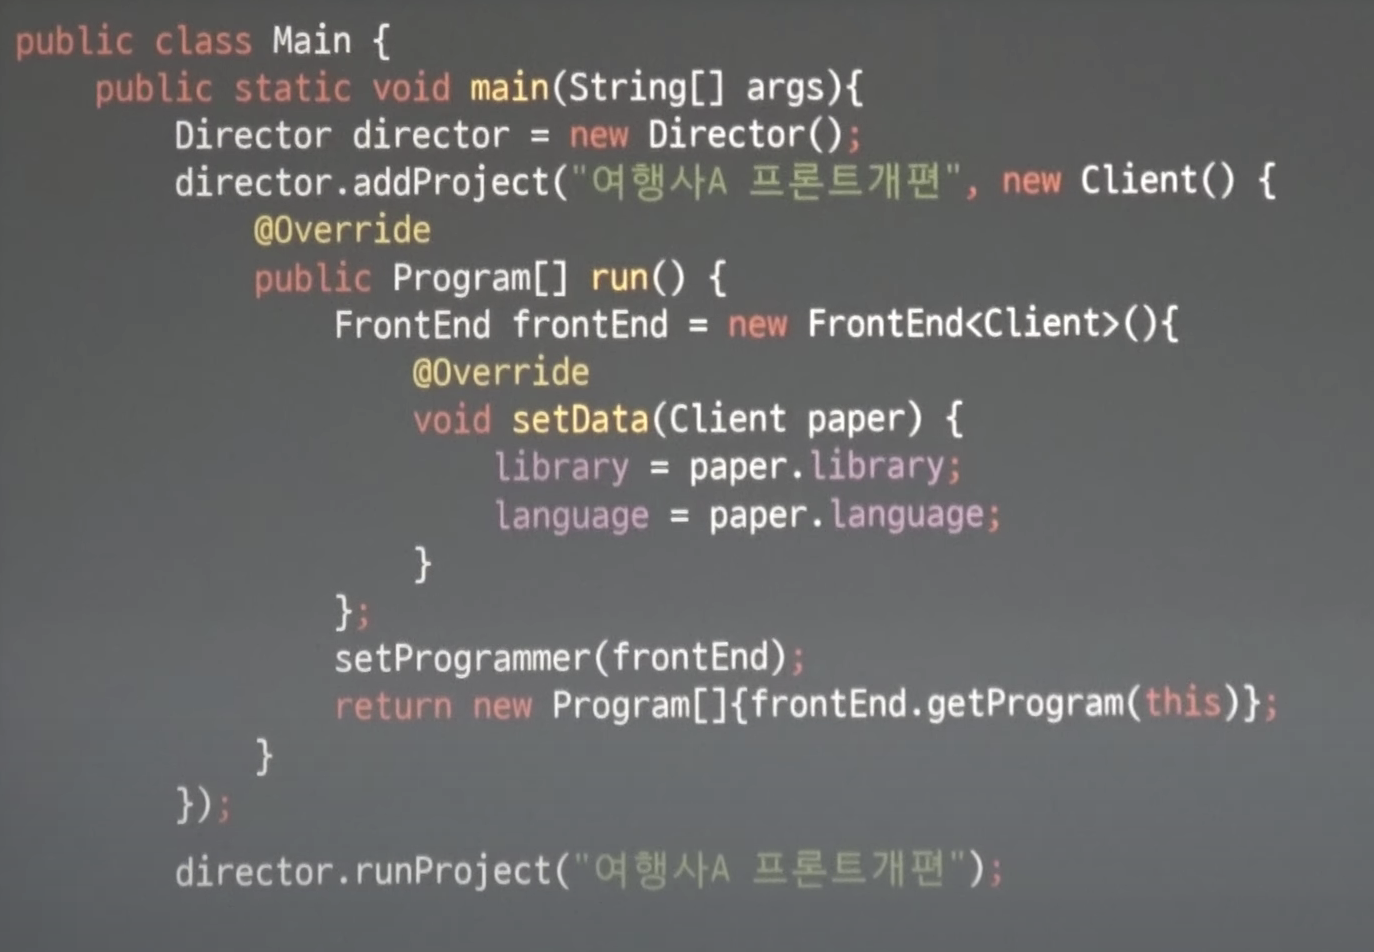 public class Main {
public static void main(String[] args){
Director director = new Director();
director.addProject("여행사A 프론트개편", new Client() {
@Override
public Program[] run() {
FrontEnd frontEnd = new FrontEnd<Client>(){
@Override
void setData(Client paper) {
library = paper.library;
language = paper.language;
}
};
setProgrammer(frontEnd);
return new Program[]{frontEnd.getProgram(this)};
}
});
director.runProject("여행사A 프론트개편");